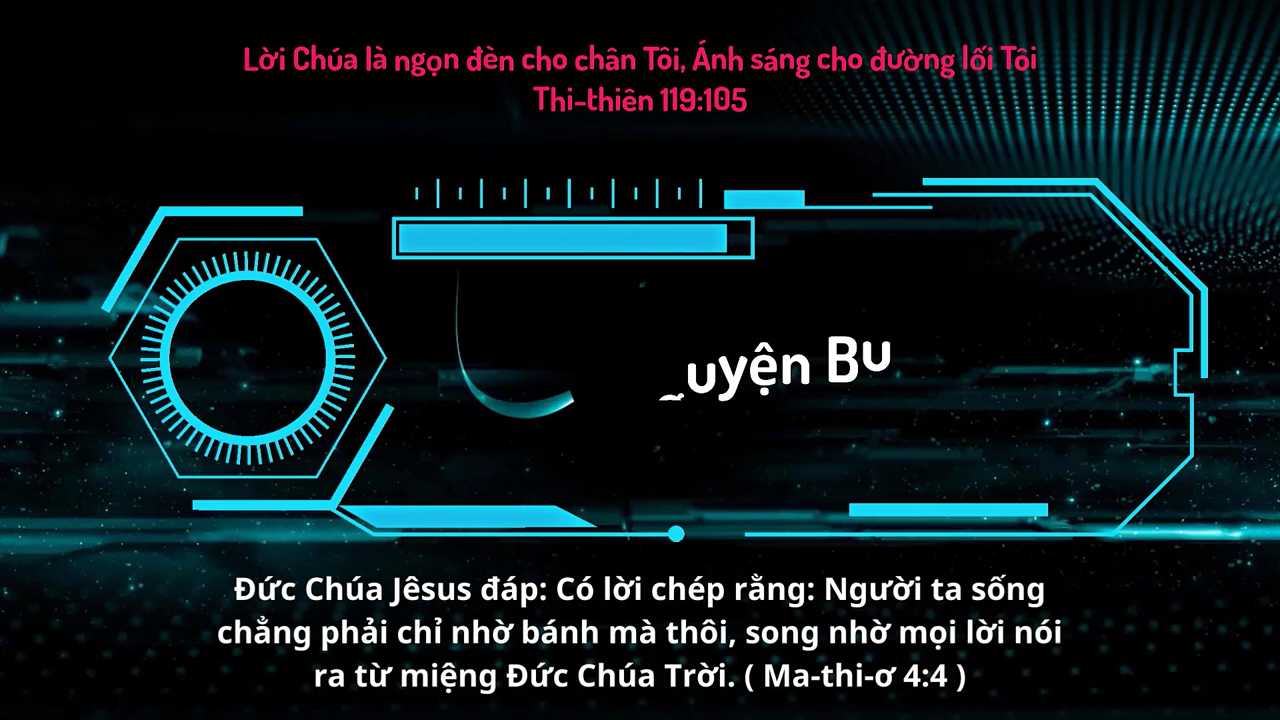 Lời Chúa là ngọn đèn cho chân Tôi, Ánh sáng cho đường lối Tôi
Thi-thiên 119:105
uyện Bu
Đức Chúa Jêsus đáp: Có lời chép rằng: Người ta sống
chẳng phải chỉ nhờ bánh mà thôi, song nhờ mọi lời nói
ra từ miệng Đức Chúa Trời. ( Ma-thi-ơ 4:4 )